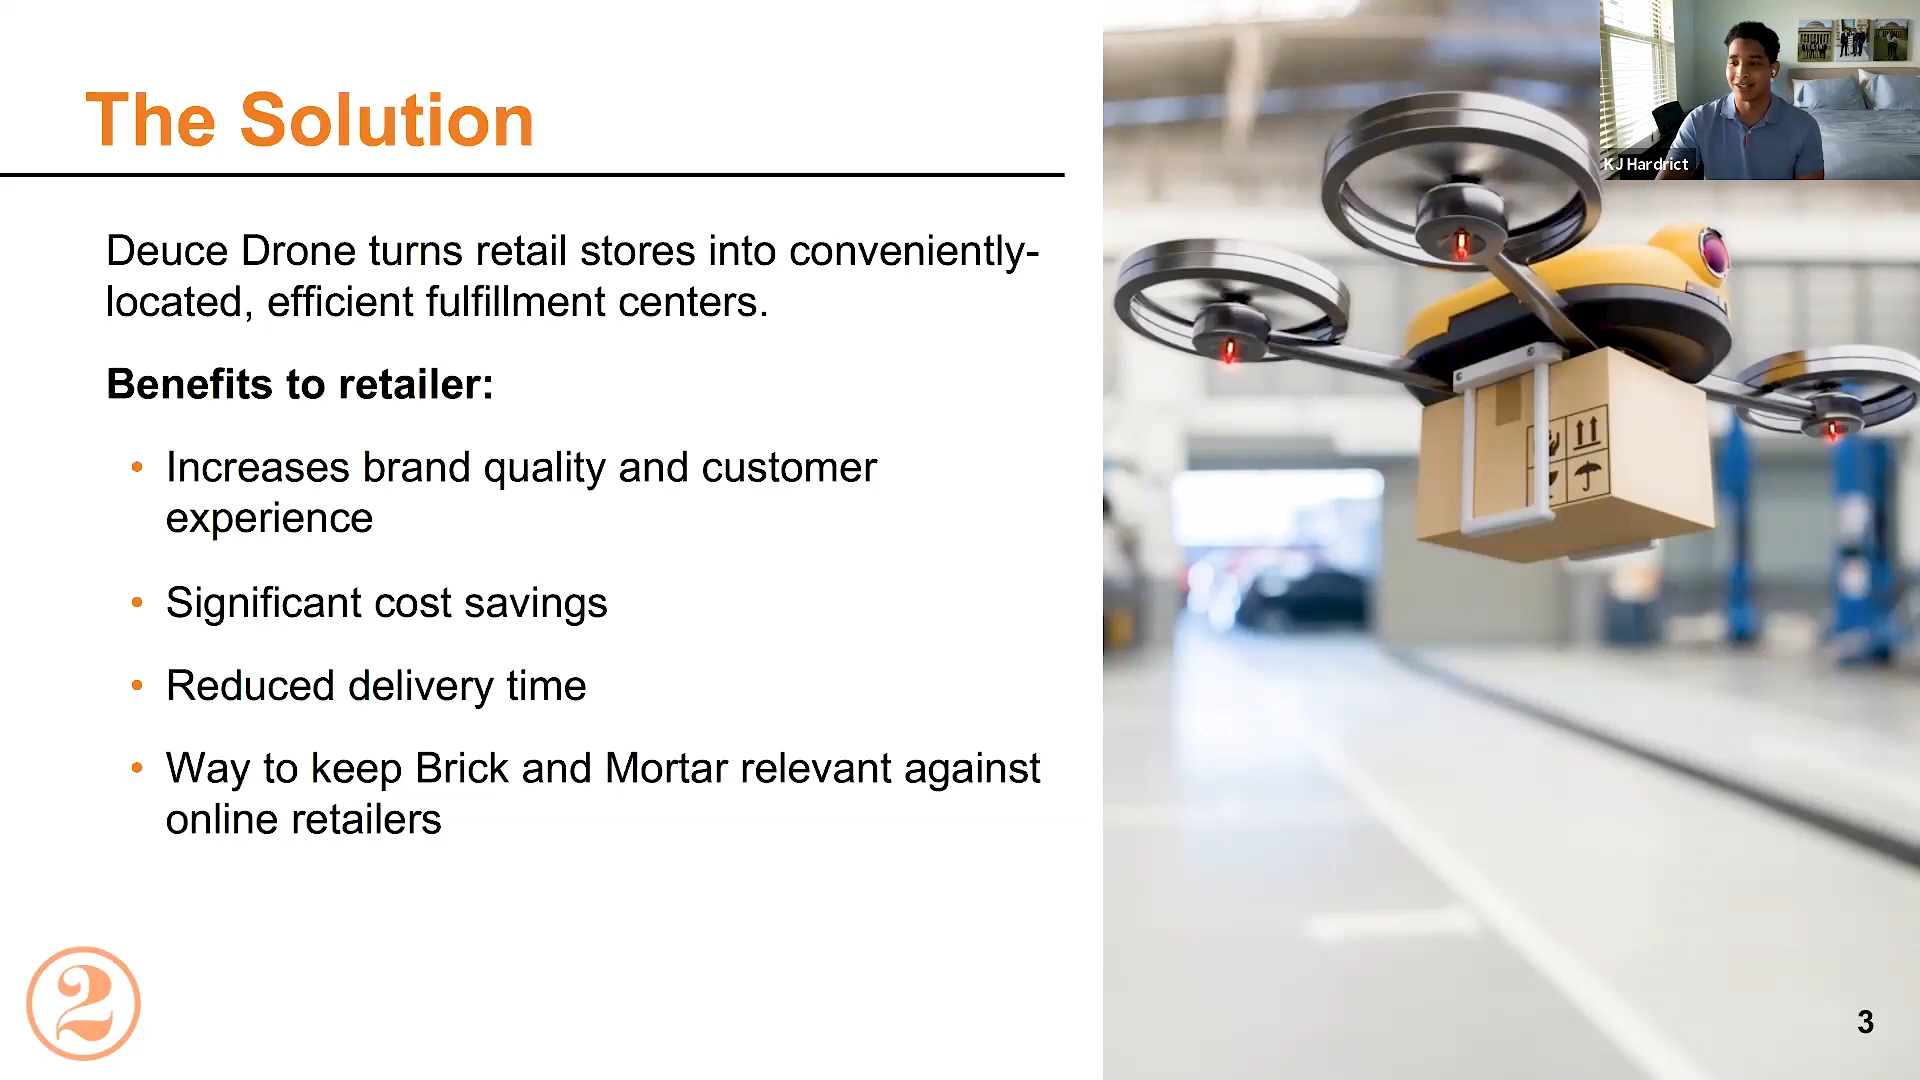 The Solution
KJ Hardrict
Deuce Drone turns retail stores into conveniently-
located, efficient fulfillment centers.
Benefits to retailer:
• Increases brand quality and customer
experience
• Significant cost savings
• Reduced delivery time
• Way to keep Brick and Mortar relevant against
online retailers
2
3